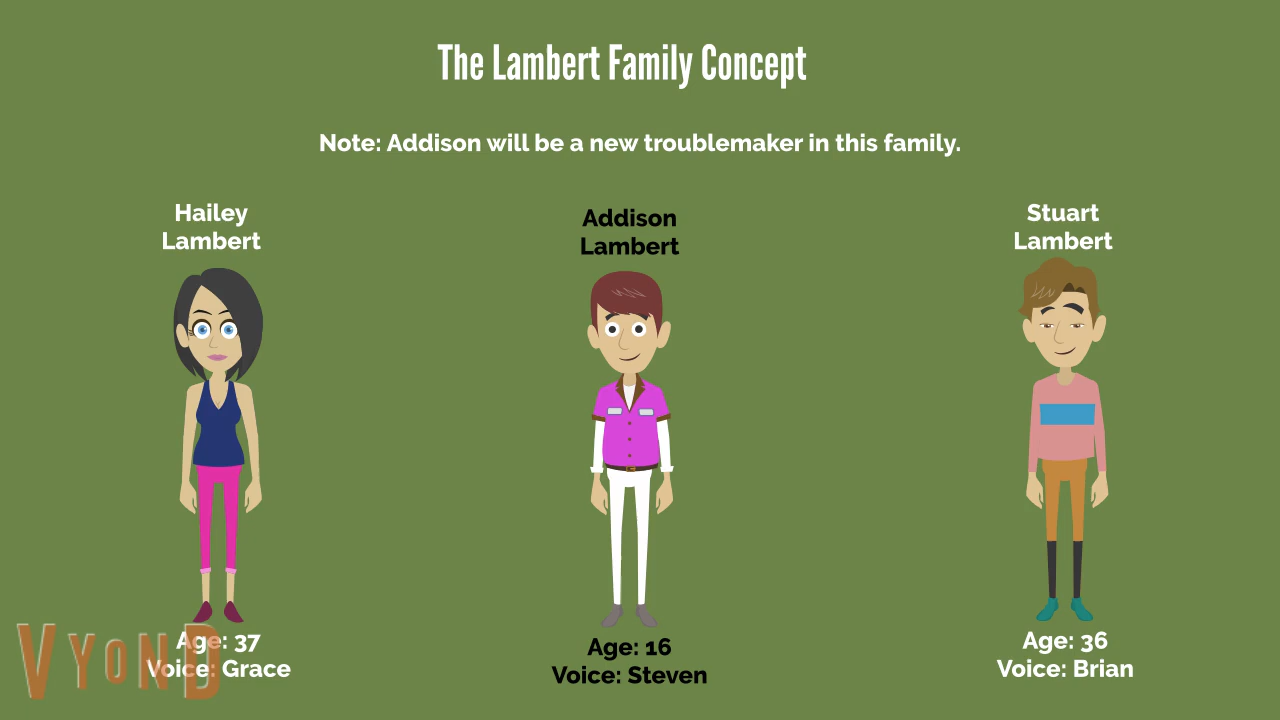 The Lambert Family Concept
Note: Addison will be a new troublemaker in this family.
Hailey
Lambert
Addison
Lambert
Stuart
Lambert
Age: 37
Voice: Grace
Age: 16
Voice: Steven
Age: 36
Voice: Brian
VYOND